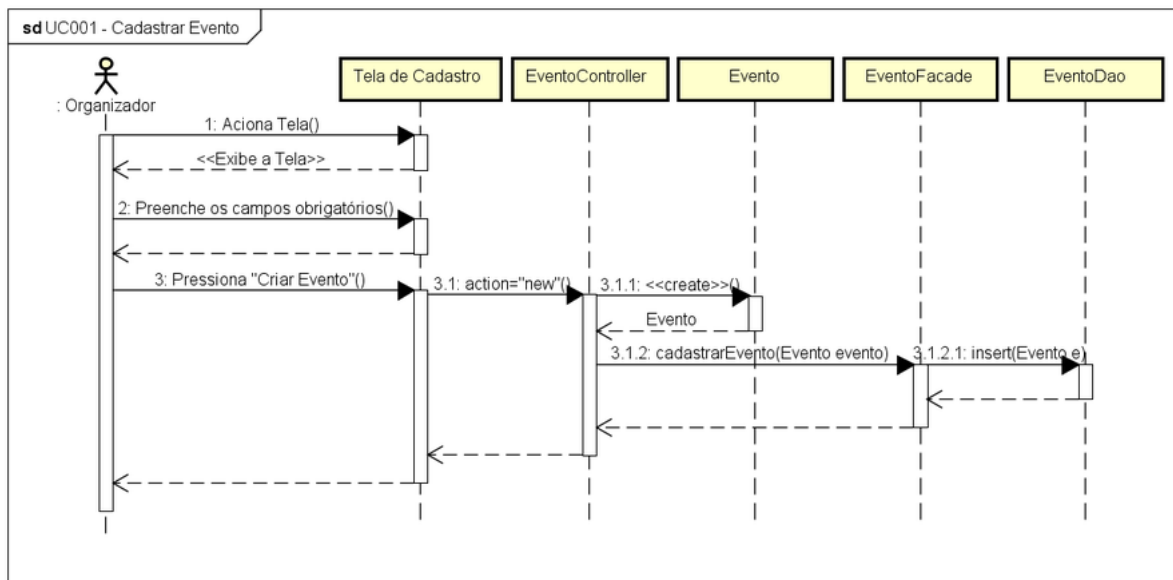 sd UC001 - Cadastrar Evento
: Organizador
Tela de Cadastro
EventoController
Evento
EventoFacade
EventoDao
1: Aciona Tela()
<<Exibe a Tela>>
2: Preenche os campos obrigatórios()
3: Pressiona "Criar Evento"()
3.1: action="new"()
3.1.1: <<create>>()
Evento
3.1.2: cadastrarEvento(Evento evento)
3.1.2.1: insert(Evento e)